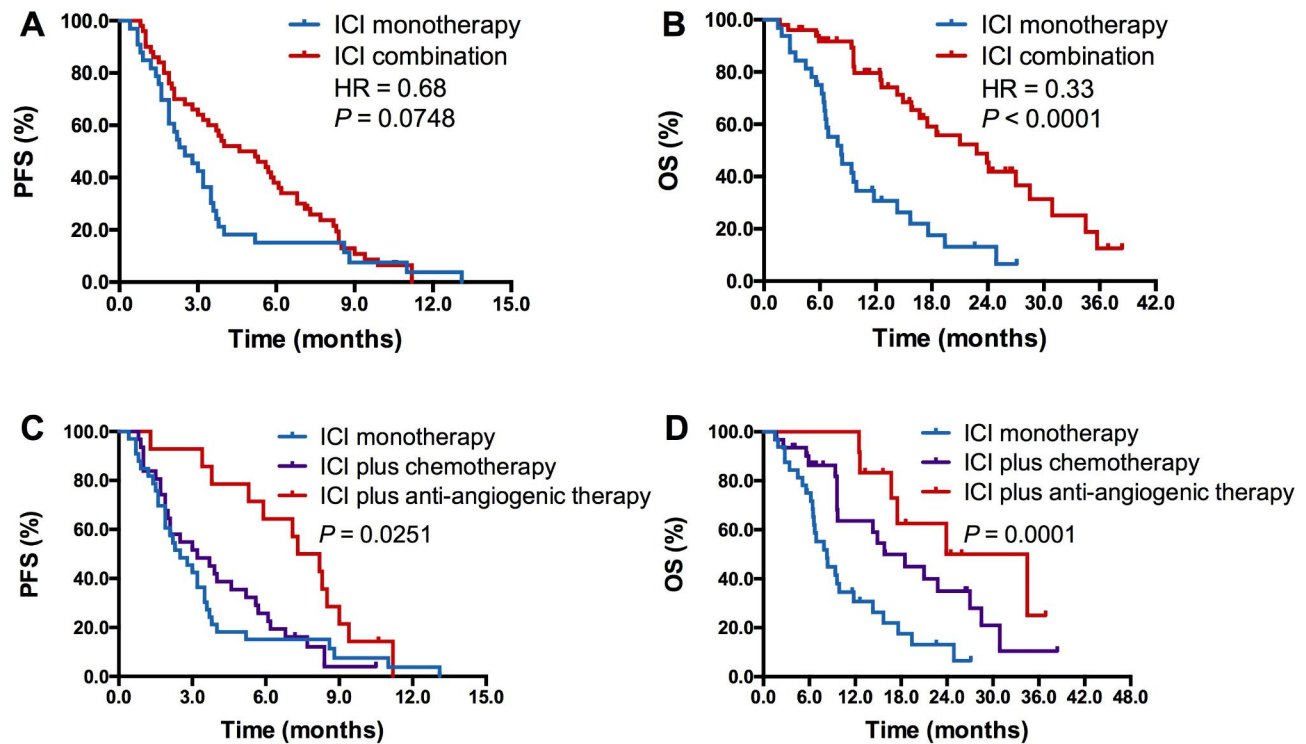 A
ICI monotherapy
ICI combination
HR = 0.68
P = 0.0748
PFS (%)
100.0
80.0
60.0
40.0
20.0
0.0
0.0 3.0 6.0 9.0 12.0 15.0
Time (months)
B
ICI monotherapy
ICI combination
HR = 0.33
P < 0.0001
OS (%)
100.0
80.0
60.0
40.0
20.0
0.0
0.0 6.0 12.0 18.0 24.0 30.0 36.0 42.0
Time (months)
C
ICI monotherapy
ICI plus chemotherapy
ICI plus anti-angiogenic therapy
P = 0.0251
PFS (%)
100.0
80.0
60.0
40.0
20.0
0.0
0.0 3.0 6.0 9.0 12.0 15.0
Time (months)
D
ICI monotherapy
ICI plus chemotherapy
ICI plus anti-angiogenic therapy
P = 0.0001
OS (%)
100.0
80.0
60.0
40.0
20.0
0.0
0.0 6.0 12.0 18.0 24.0 30.0 36.0 42.0 48.0
Time (months)